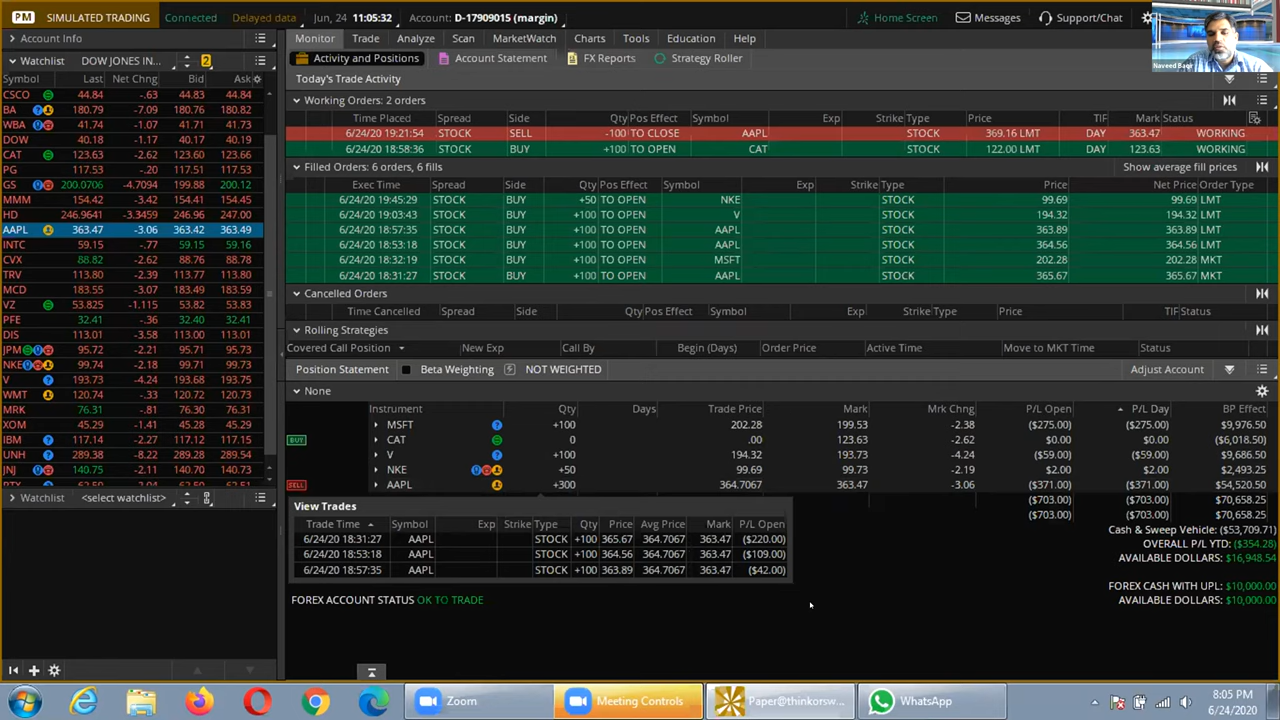 PM SIMULATED TRADING Connected Delayed data Jun, 24 11:05:32 Account: D-17909015 (margin) Home Screen Messages Support/Chat
Account Info Monitor Trade Analyze Scan MarketWatch Charts Tools Education Help
Watchlist DOW JONES IN... 2 Activity and Positions Account Statement FX Reports Strategy Roller
Naveed
Symbol Last Net Chng Bid Ask
CSCO 44.84 -.63 44.83 44.84
BA 180.79 -7.09 180.76 180.82
WBA 41.74 -1.07 41.71 41.73
DOW 40.18 -1.19 40.17 40.19
CAT 123.63 -2.62 123.60 123.66
PG 117.53 -.20 117.51 117.53
GS 200.0706 -4.7094 199.88 200.12
MMM 154.42 -3.42 154.41 154.45
HD 246.9641 -3.3459 246.96 247.00
AAPL 363.47 -3.06 363.42 363.49
INTC 59.15 -.77 59.15 59.16
CVX 88.82 -2.62 88.76 88.78
TRV 113.80 -2.39 113.77 113.80
MCD 183.55 -3.07 183.49 183.59
VZ 53.825 -1.115 53.82 53.83
PFE 32.41 -.36 32.40 32.41
DIS 113.01 -3.58 113.00 113.01
JPM 95.72 -2.21 95.71 95.73
NKE 99.74 -2.18 99.71 99.73
V 193.73 -4.24 193.68 193.75
WMT 120.74 -.33 120.72 120.73
MRK 76.31 -.81 76.30 76.31
XOM 45.29 -1.41 45.28 45.29
IBM 117.14 -2.27 117.12 117.15
UNH 289.38 -8.22 289.28 289.54
JNJ 140.75 -2.11 140.70 140.73
Watchlist <select watchlist>
Today's Trade Activity
Working Orders: 2 orders
Time Placed Spread Side Qty Pos Effect Symbol Exp Strike Type Price TIF Mark Status
6/24/20 19:21:54 STOCK SELL -100 TO CLOSE AAPL STOCK 369.16 LMT DAY 363.47 WORKING
6/24/20 18:58:36 STOCK BUY +100 TO OPEN CAT STOCK 122.00 LMT DAY 123.63 WORKING
Filled Orders: 6 orders, 6 fills Show average fill prices
Exec Time Spread Side Qty Pos Effect Symbol Exp Strike Type Price Net Price Order Type
6/24/20 19:45:29 STOCK BUY +50 TO OPEN NKE STOCK 99.69 99.69 LMT
6/24/20 19:03:43 STOCK BUY +100 TO OPEN V STOCK 194.32 194.32 LMT
6/24/20 18:57:35 STOCK BUY +100 TO OPEN AAPL STOCK 363.89 363.89 LMT
6/24/20 18:53:18 STOCK BUY +100 TO OPEN AAPL STOCK 364.56 364.56 LMT
6/24/20 18:32:19 STOCK BUY +100 TO OPEN MSFT STOCK 202.28 202.28 MKT
6/24/20 18:31:27 STOCK BUY +100 TO OPEN AAPL STOCK 365.67 365.67 MKT
Cancelled Orders
Time Cancelled Spread Side Qty Pos Effect Symbol Exp Strike Type Price TIF Status
Rolling Strategies
Covered Call Position New Exp Call By Begin (Days) Order Price Active Time Move to MKT Time Status
Position Statement Beta Weighting NOT WEIGHTED Adjust Account
None
Instrument Qty Days Trade Price Mark Mrk Chng P/L Open P/L Day BP Effect
MSFT +100 202.28 199.53 -2.38 ($275.00) ($275.00) $9,976.50
BUY CAT 0 .00 123.63 -2.62 $0.00 $0.00 ($6,018.50)
V +100 194.32 193.73 -4.24 ($59.00) ($59.00) $9,686.50
NKE +50 99.69 99.73 -2.19 $2.00 $2.00 $2,493.25
SELL AAPL +300 364.7067 363.47 -3.06 ($371.00) ($371.00) $54,520.50
($703.00) ($703.00) $70,658.25
($703.00) ($703.00) $70,658.25
View Trades
Trade Time Symbol Exp Strike Type Qty Price Avg Price Mark P/L Open
6/24/20 18:31:27 AAPL STOCK +100 365.67 364.7067 363.47 ($220.00)
6/24/20 18:53:18 AAPL STOCK +100 364.56 364.7067 363.47 ($109.00)
6/24/20 18:57:35 AAPL STOCK +100 363.89 364.7067 363.47 ($42.00)
Cash & Sweep Vehicle: ($53,709.71)
OVERALL P/L YTD: ($354.28)
AVAILABLE DOLLARS: $16,948.54
FOREX CASH WITH UPL: $10,000.00
FOREX ACCOUNT STATUS OK TO TRADE AVAILABLE DOLLARS: $10,000.00
Zoom Meeting Controls Paper@thinkorsw... WhatsApp
8:05 PM
6/24/2020